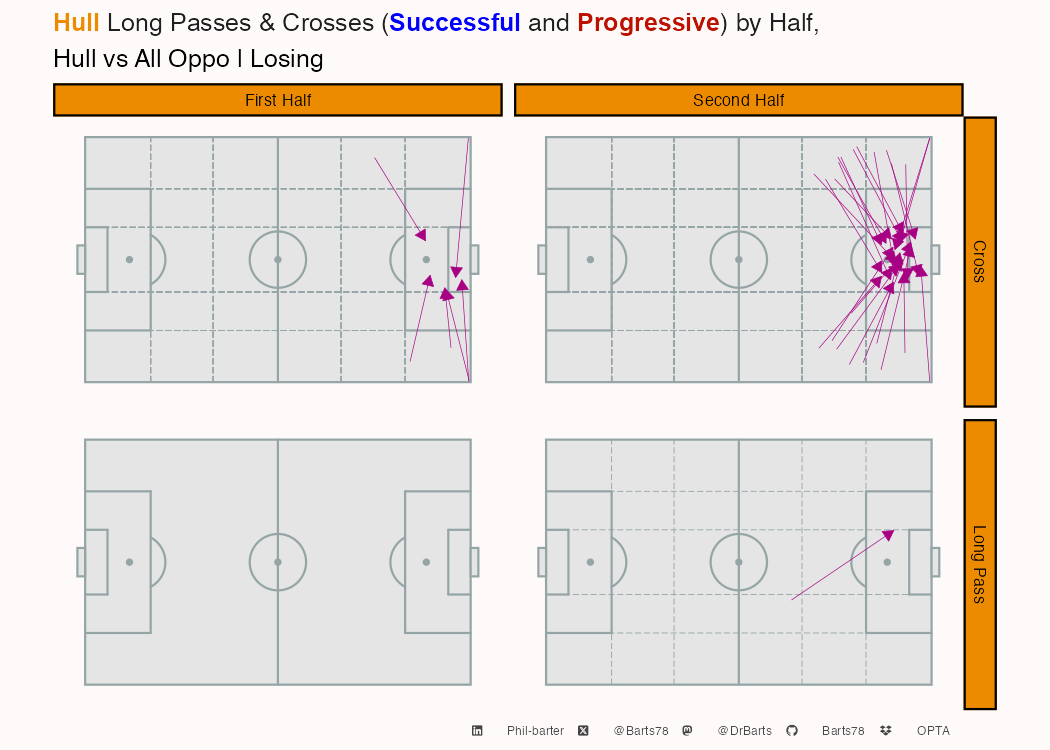 Hull Long Passes & Crosses (Successful and Progressive) by Half,
Hull vs All Oppo | Losing
First Half
Second Half
Cross
Long Pass
Phil-barter @Barts78 @DrBarts Barts78 OPTA